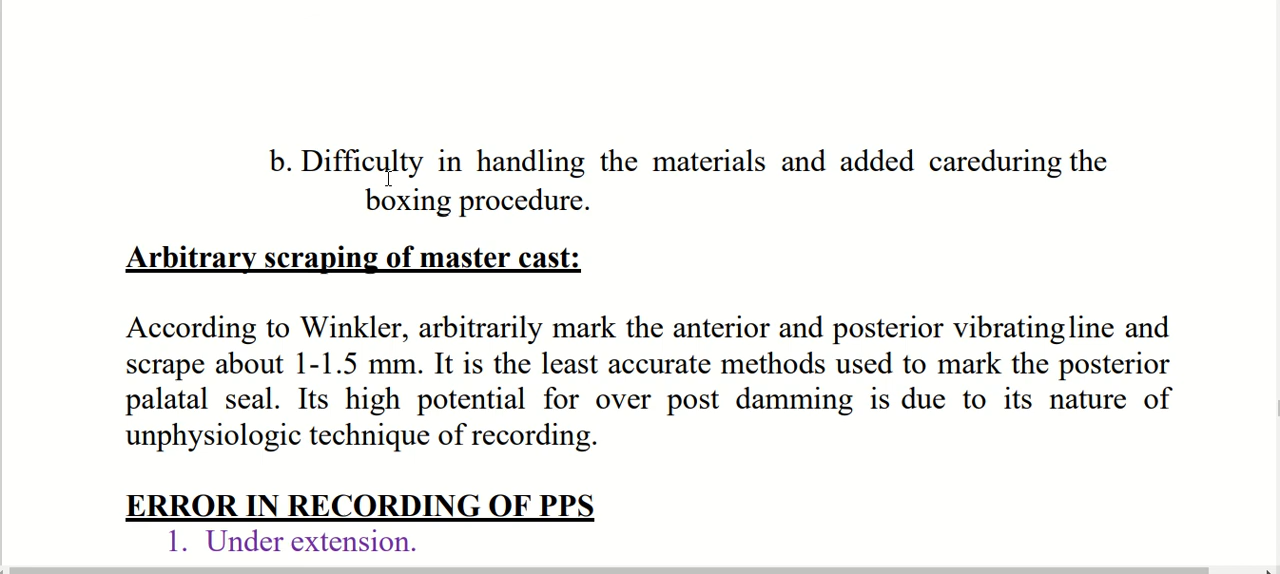 b. Difficulty in handling the materials and added careduring the
boxing procedure.
Arbitrary scraping of master cast:
According to Winkler, arbitrarily mark the anterior and posterior vibratingline and
scrape about 1-1.5 mm. It is the least accurate methods used to mark the posterior
palatal seal. Its high potential for over post damming is due to its nature of
unphysiologic technique of recording.
ERROR IN RECORDING OF PPS
1. Under extension.